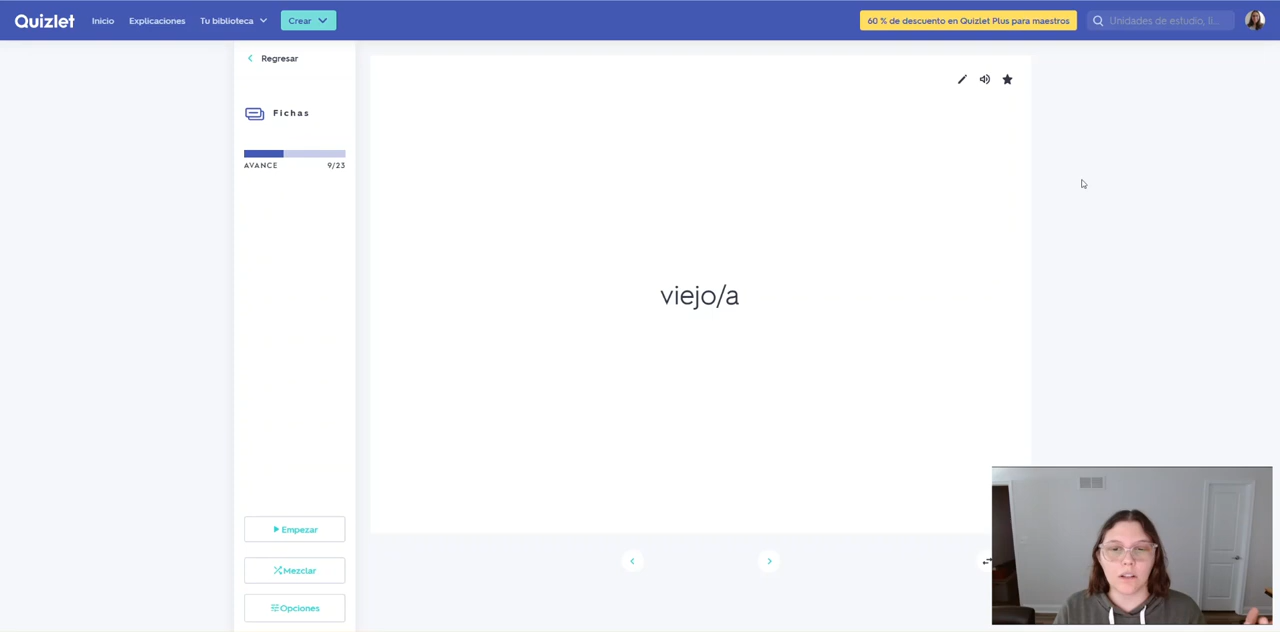 Quizlet
Inicio
Explicaciones
Tu biblioteca
Crear
60 % de descuento en Quizlet Plus para maestros
Unidades de estudio, li...
Regresar
Fichas
AVANCE 9/23
viejo/a
Empezar
Mezclar
Opciones